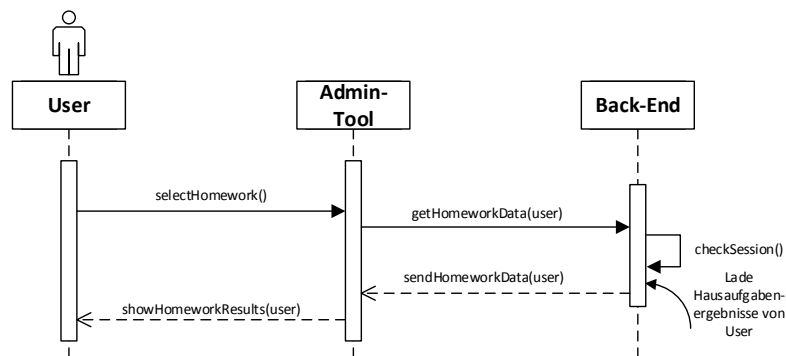 User
Admin-
Tool
Back-End
selectHomework()
getHomeworkData(user)
checkSession()
sendHomeworkData(user)
Lade
Hausaufgaben-
ergebnisse von
User
showHomeworkResults(user)